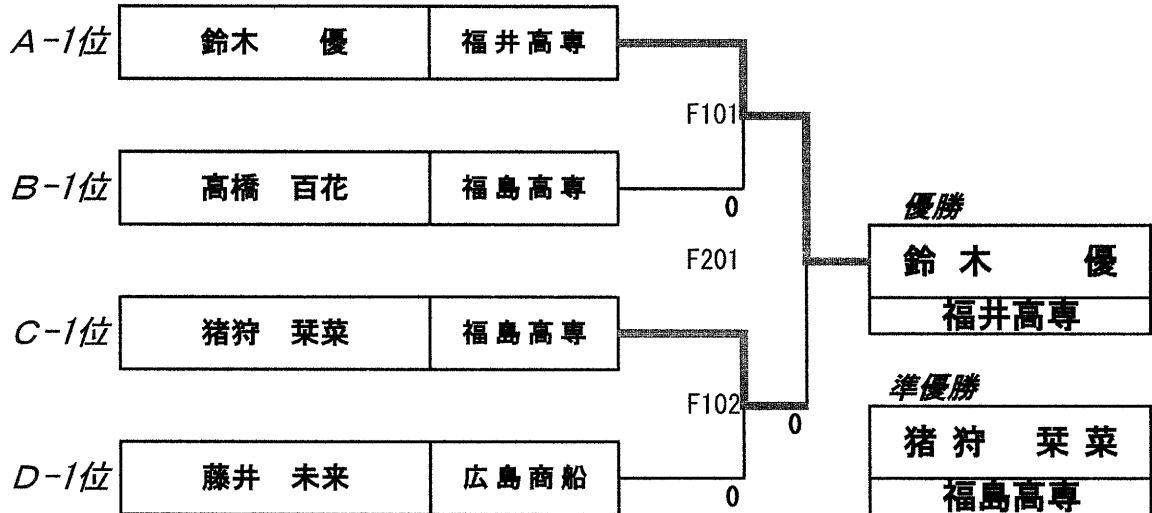 A-1位 鈴木 優 福井高専
F101
B-1位 髙橋 百花 福島高専
0
優勝
F201
鈴木 優
福井高専
C-1位 猪狩 栞菜 福島高専
準優勝
F102
0
猪狩 栞菜
福島高専
D-1位 藤井 未来 広島商船
0